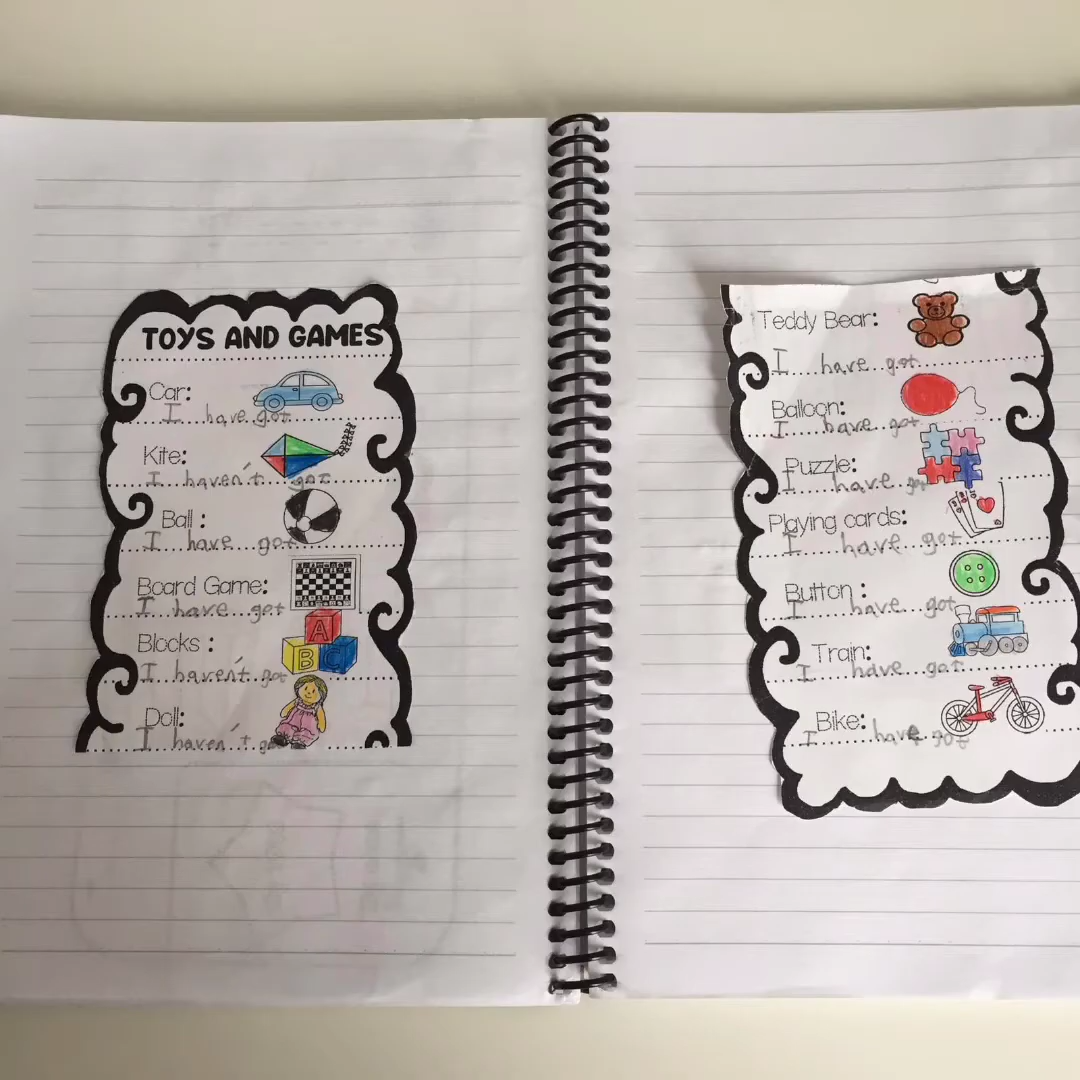 TOYS AND GAMES
Car:
I have got
Kite:
I haven't got
Ball :
I have got
Board Game:
I have got
A
Blocks :
B C
I haven't got
Doll:
I haven't got
Teddy Bear:
I have got
Balloon:
I have got
Puzzle:
I have got
Playing cards:
I have got
Button :
I have got
Train:
I have got
Bike:
I have got